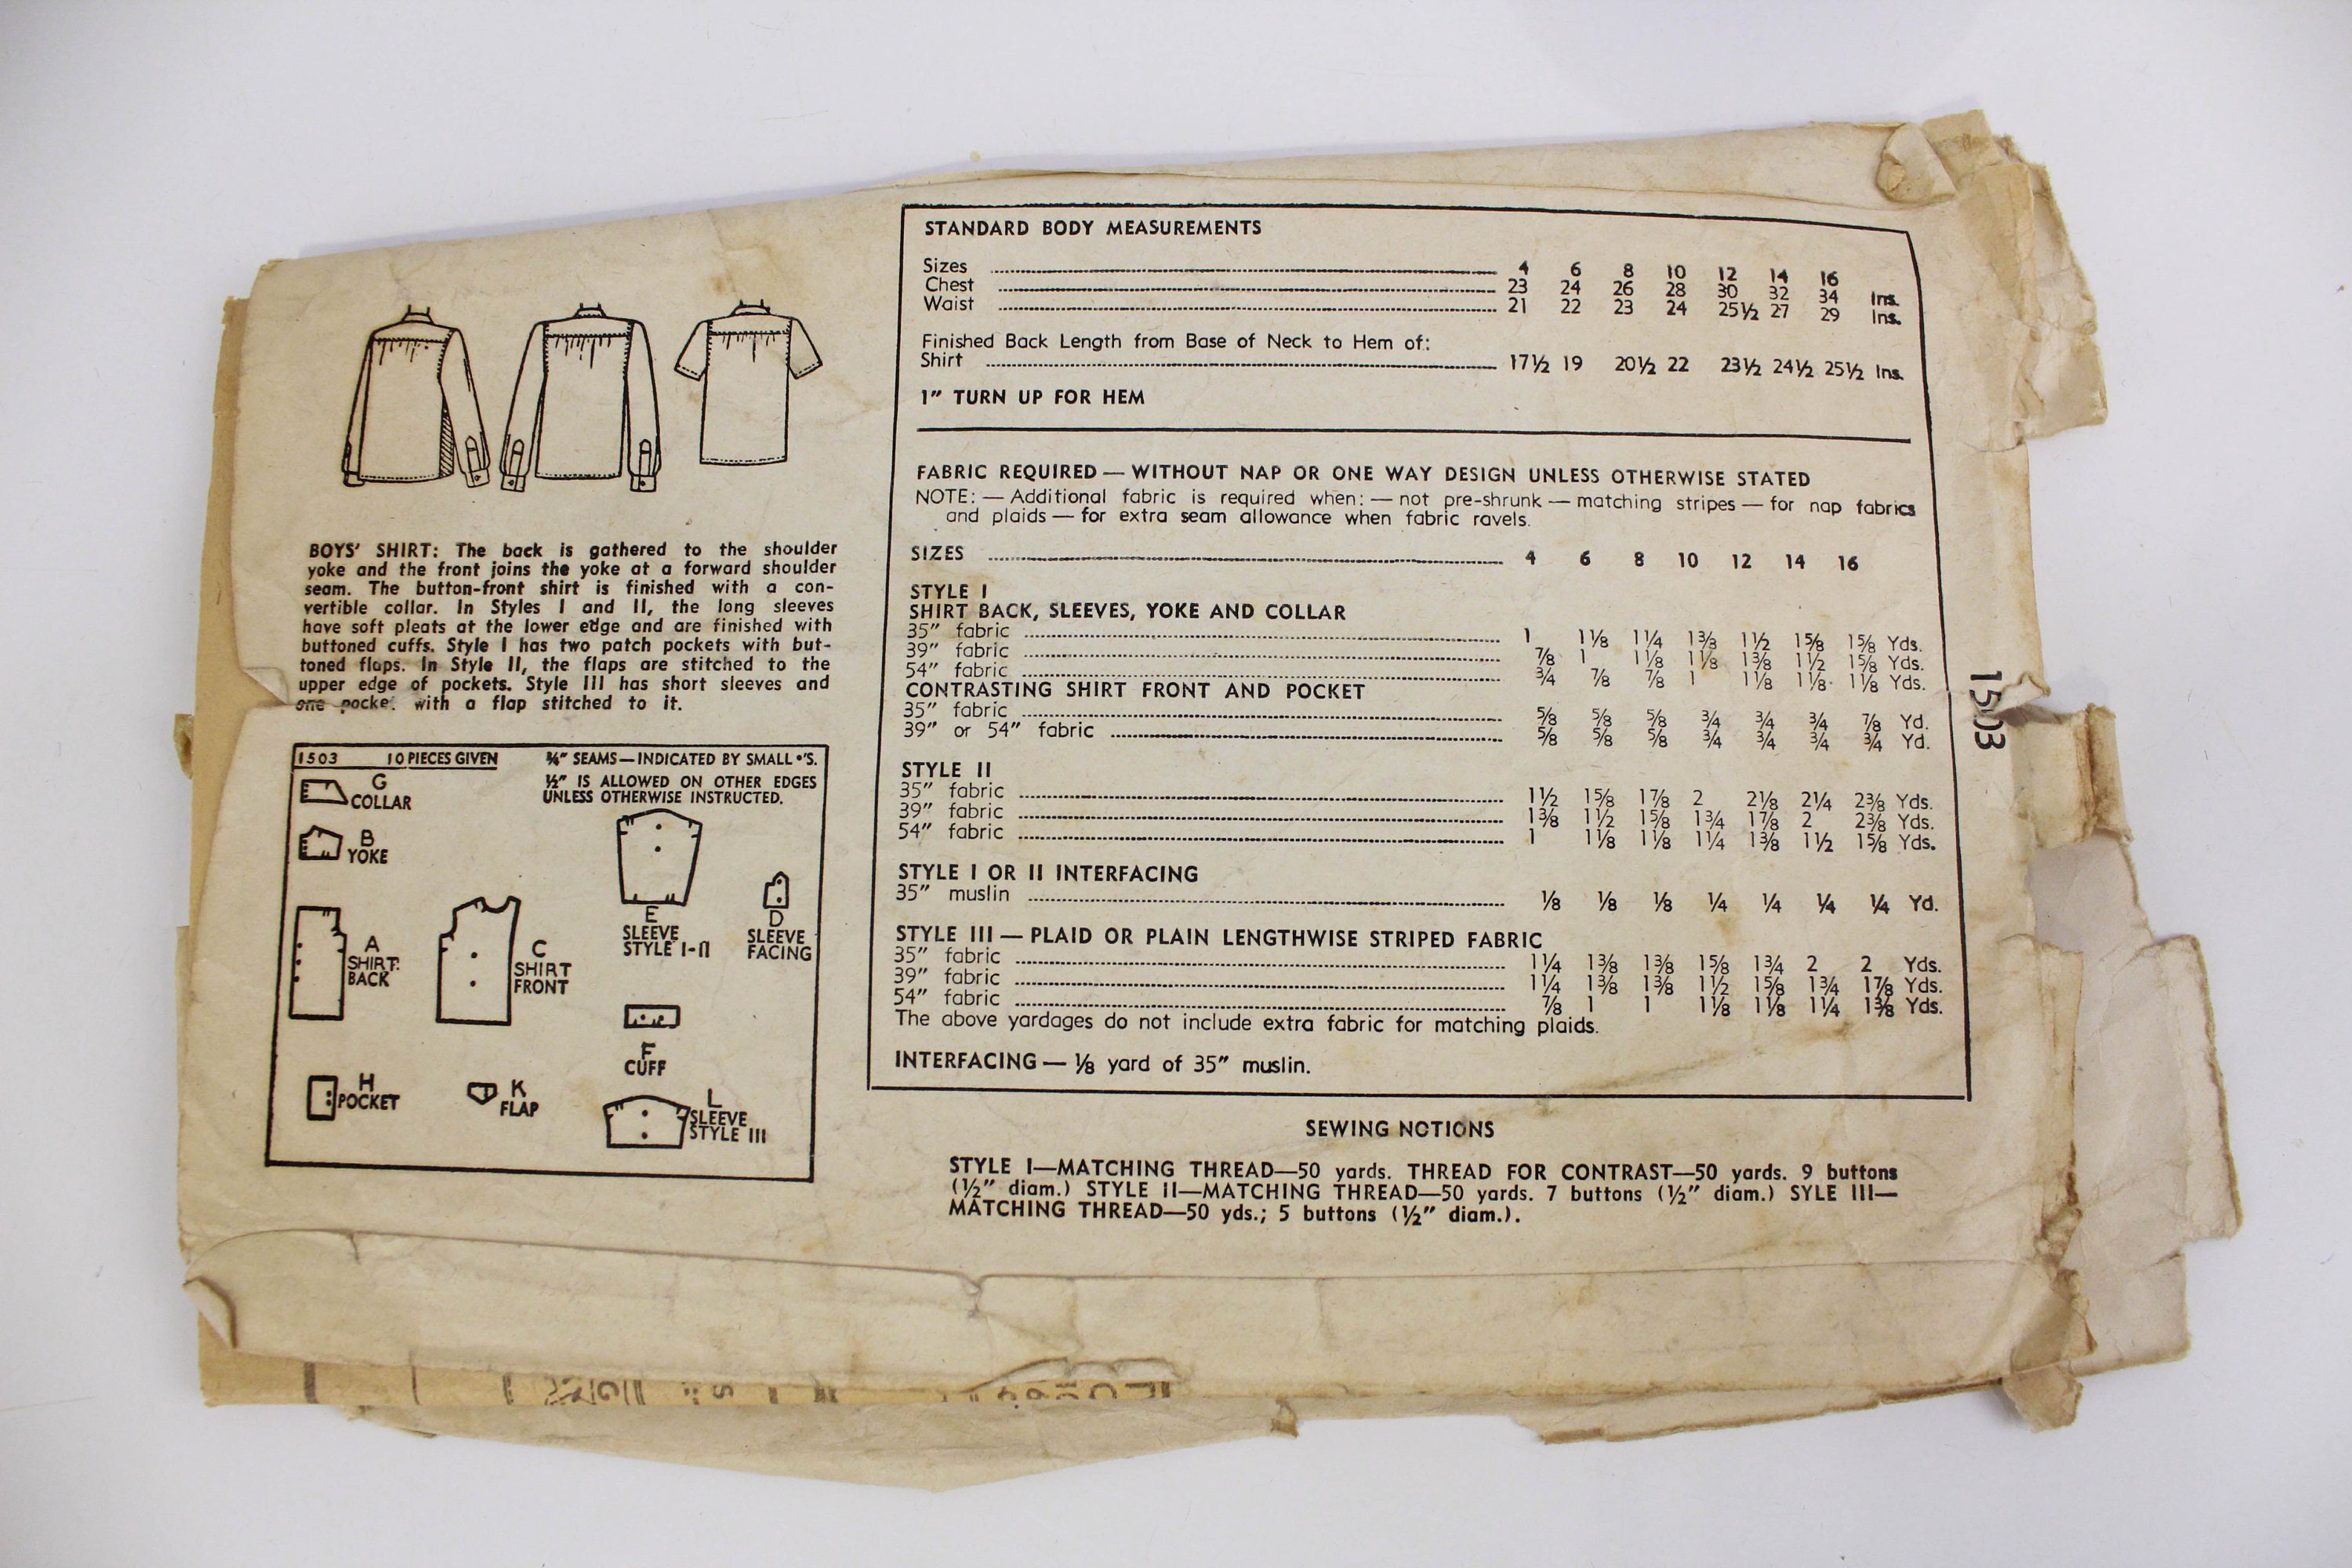 BOYS' SHIRT: The back is gathered to the shoulder
yoke and the front joins the yoke at a forward shoulder
seam. The button-front shirt is finished with a con-
vertible collar. In Styles I and II, the long sleeves
have soft pleats at the lower edge and are finished with
buttoned cuffs. Style I has two patch pockets with but-
toned flaps. In Style II, the flaps are stitched to the
upper edge of pockets. Style III has short sleeves and
one pocket with a flap stitched to it.
1503 10 PIECES GIVEN
⅝" SEAMS—INDICATED BY SMALL •'S.
½" IS ALLOWED ON OTHER EDGES
UNLESS OTHERWISE INSTRUCTED.
G
COLLAR
B
YOKE
A
SHIRT
BACK
C
SHIRT
FRONT
E
SLEEVE
STYLE I-II
D
SLEEVE
FACING
F
CUFF
H
POCKET
K
FLAP
L
SLEEVE
STYLE III
STANDARD BODY MEASUREMENTS
Sizes 4 6 8 10 12 14 16
Chest 23 24 26 28 30 32 34 Ins.
Waist 21 22 23 24 25½ 27 29 Ins.
Finished Back Length from Base of Neck to Hem of:
Shirt 17½ 19 20½ 22 23½ 24½ 25½ Ins.
1" TURN UP FOR HEM
FABRIC REQUIRED — WITHOUT NAP OR ONE WAY DESIGN UNLESS OTHERWISE STATED
NOTE: — Additional fabric is required when: — not pre-shrunk — matching stripes — for nap fabrics
and plaids — for extra seam allowance when fabric ravels.
SIZES 4 6 8 10 12 14 16
STYLE I
SHIRT BACK, SLEEVES, YOKE AND COLLAR
35" fabric 1 1⅛ 1¼ 1⅜ 1½ 1⅝ 1⅝ Yds.
39" fabric ⅞ 1 1⅛ 1⅛ 1⅜ 1½ 1⅝ Yds.
54" fabric ¾ ⅞ ⅞ 1 1⅛ 1⅛ 1⅛ Yds.
CONTRASTING SHIRT FRONT AND POCKET
35" fabric ⅝ ⅝ ⅝ ¾ ¾ ¾ ⅞ Yd.
39" or 54" fabric ⅝ ⅝ ⅝ ¾ ¾ ¾ ¾ Yd.
STYLE II
35" fabric 1½ 1⅝ 1⅞ 2 2⅛ 2¼ 2⅜ Yds.
39" fabric 1⅜ 1½ 1⅝ 1¾ 1⅞ 2 2⅜ Yds.
54" fabric 1 1⅛ 1⅛ 1¼ 1⅜ 1½ 1⅝ Yds.
STYLE I OR II INTERFACING
35" muslin ⅛ ⅛ ⅛ ¼ ¼ ¼ ¼ Yd.
STYLE III — PLAID OR PLAIN LENGTHWISE STRIPED FABRIC
35" fabric 1¼ 1⅜ 1⅜ 1⅝ 1¾ 2 2 Yds.
39" fabric 1¼ 1⅜ 1⅜ 1½ 1⅝ 1¾ 1⅞ Yds.
54" fabric ⅞ 1 1 1⅛ 1⅛ 1¼ 1⅜ Yds.
The above yardages do not include extra fabric for matching plaids.
INTERFACING — ⅛ yard of 35" muslin.
1503
SEWING NOTIONS
STYLE I—MATCHING THREAD—50 yards. THREAD FOR CONTRAST—50 yards. 9 buttons
(½" diam.) STYLE II—MATCHING THREAD—50 yards. 7 buttons (½" diam.) SYLE III—
MATCHING THREAD—50 yds.; 5 buttons (½" diam.).